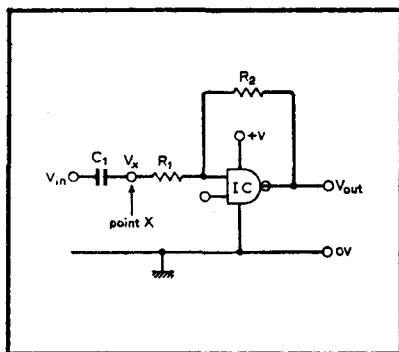 R2
+V
C1
Vx
R1
Vin
IC
Vout
point X
0V